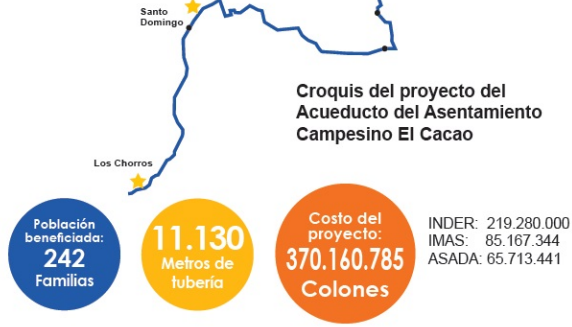 Santo
Domingo
Croquis del proyecto del
Acueducto del Asentamiento
Campesino El Cacao
Los Chorros
Población
beneficiada:
242
Familias
11.130
Metros de
tubería
Costo del
proyecto:
370.160.785
Colones
INDER: 219.280.000
IMAS: 85.167.344
ASADA: 65.713.441